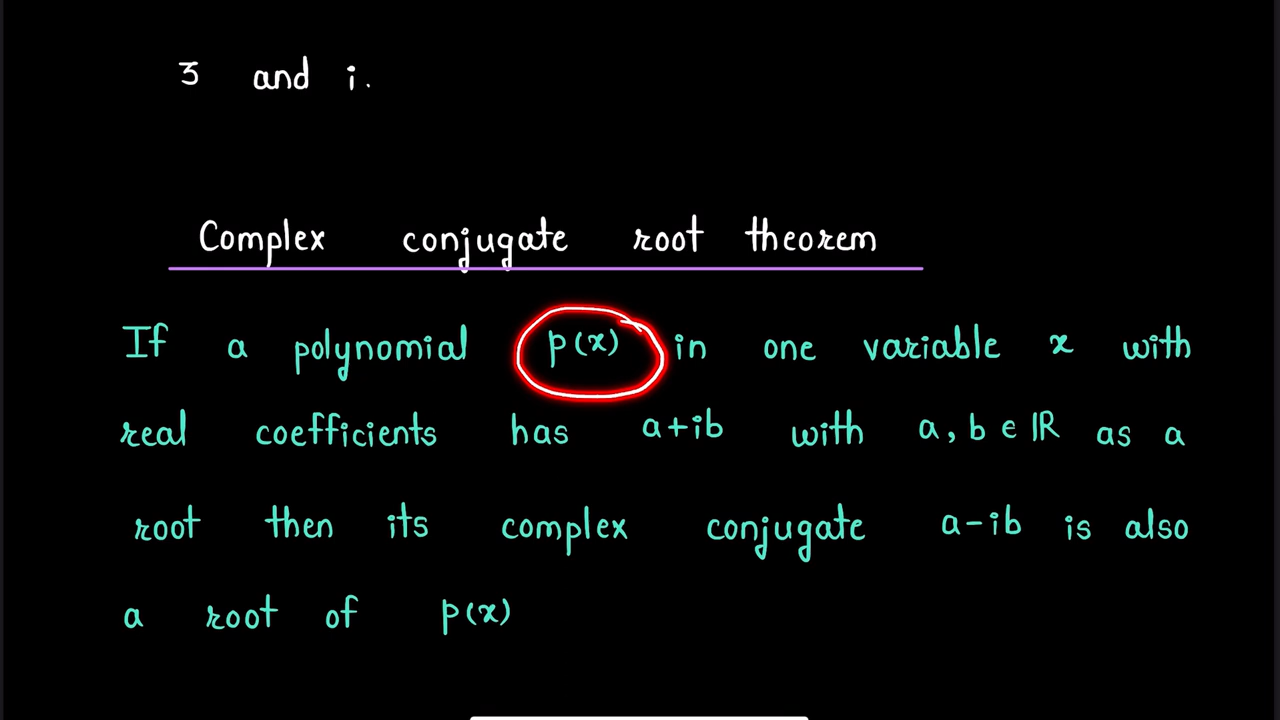 3 and i.
Complex conjugate root theorem
If a polynomial p(x) in one variable x with
real coefficients has a+ib with a, b ∈ ℝ as a
root then its complex conjugate a-ib is also
a root of p(x)